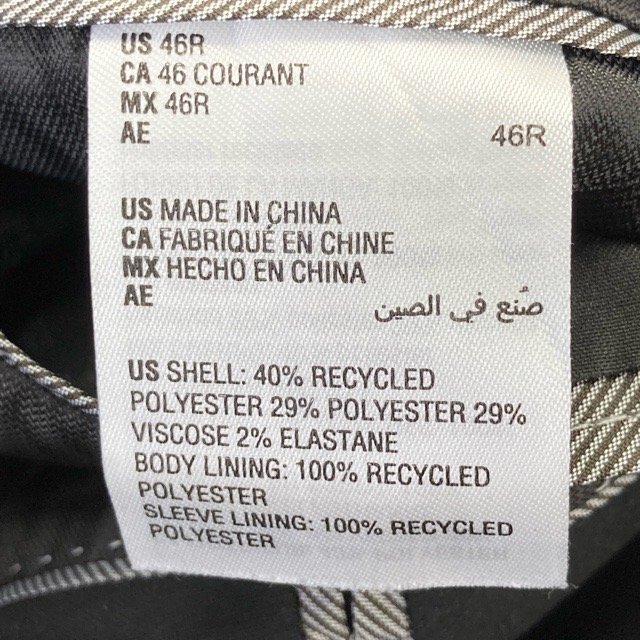 US 46R
CA 46 COURANT
MX 46R
AE 46R
US MADE IN CHINA
CA FABRIQUÉ EN CHINE
MX HECHO EN CHINA
AE صُنع في الصين
US SHELL: 40% RECYCLED
POLYESTER 29% POLYESTER 29%
VISCOSE 2% ELASTANE
BODY LINING: 100% RECYCLED
POLYESTER
SLEEVE LINING: 100% RECYCLED
POLYESTER